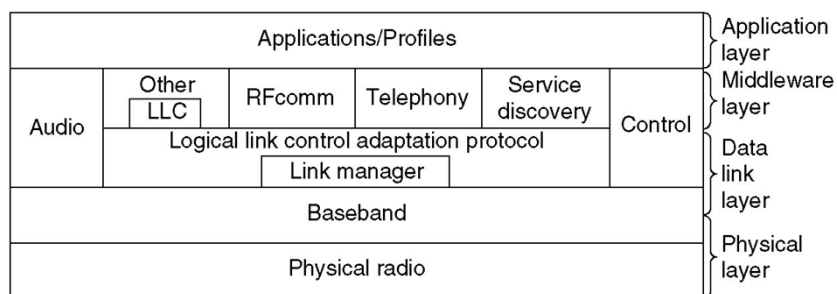 Applications/Profiles
Application
layer
Audio
Other
LLC
RFcomm
Telephony
Service
discovery
Control
Middleware
layer
Logical link control adaptation protocol
Link manager
Data
link
layer
Baseband
Physical radio
Physical
layer